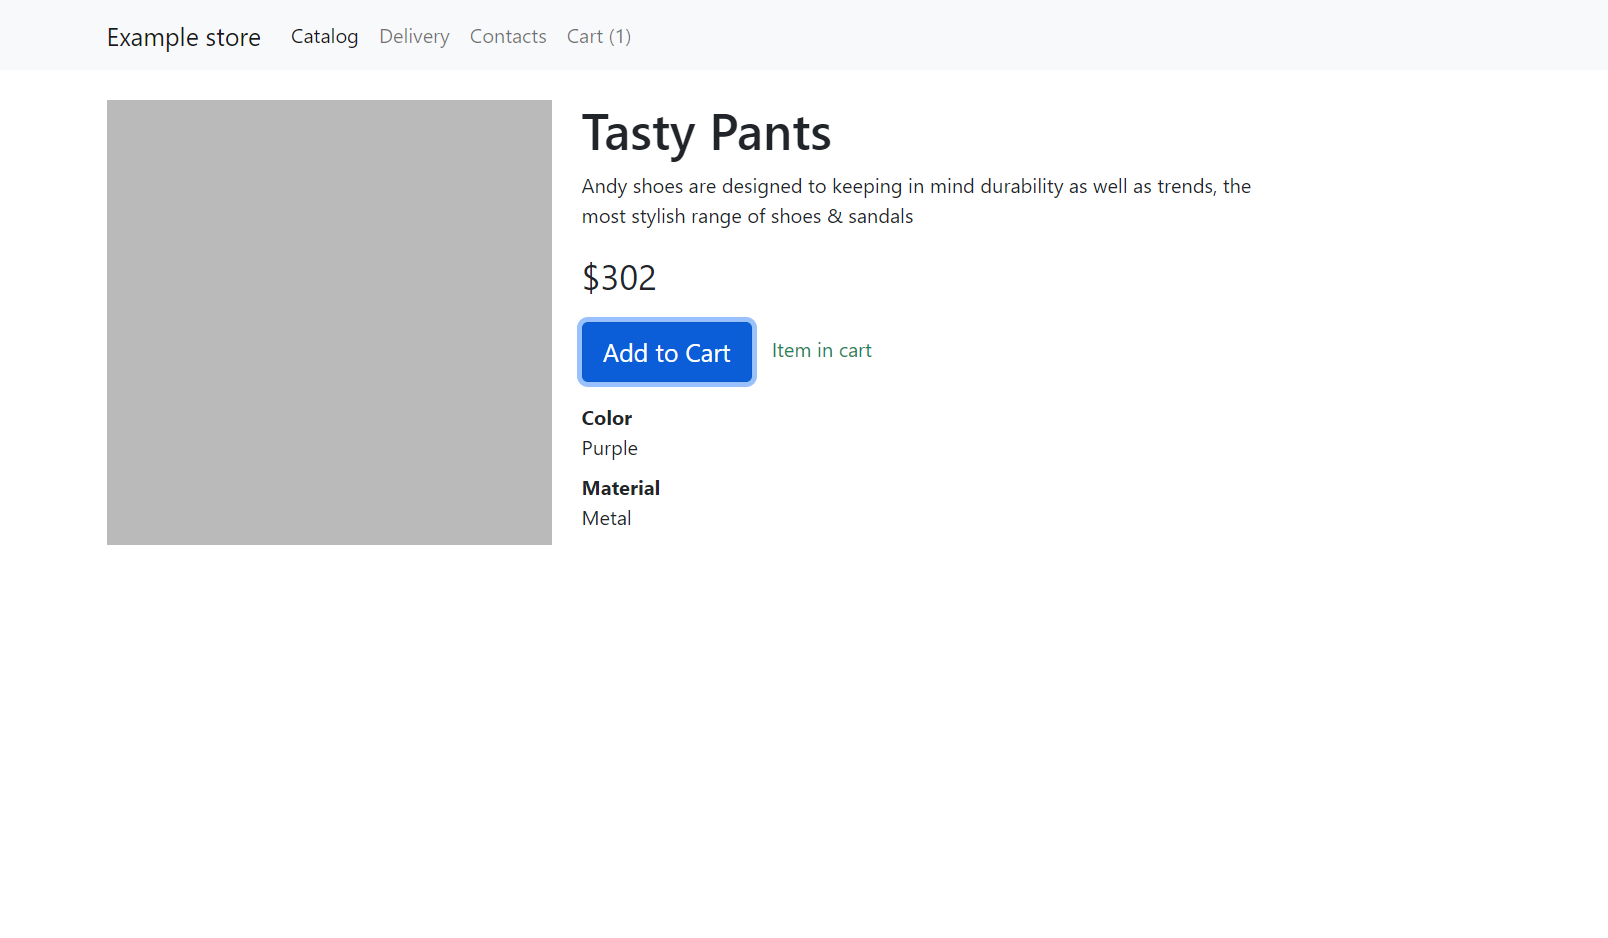 Example store Catalog Delivery Contacts Cart (1)
Tasty Pants
Andy shoes are designed to keeping in mind durability as well as trends, the
most stylish range of shoes & sandals
$302
Add to Cart Item in cart
Color
Purple
Material
Metal